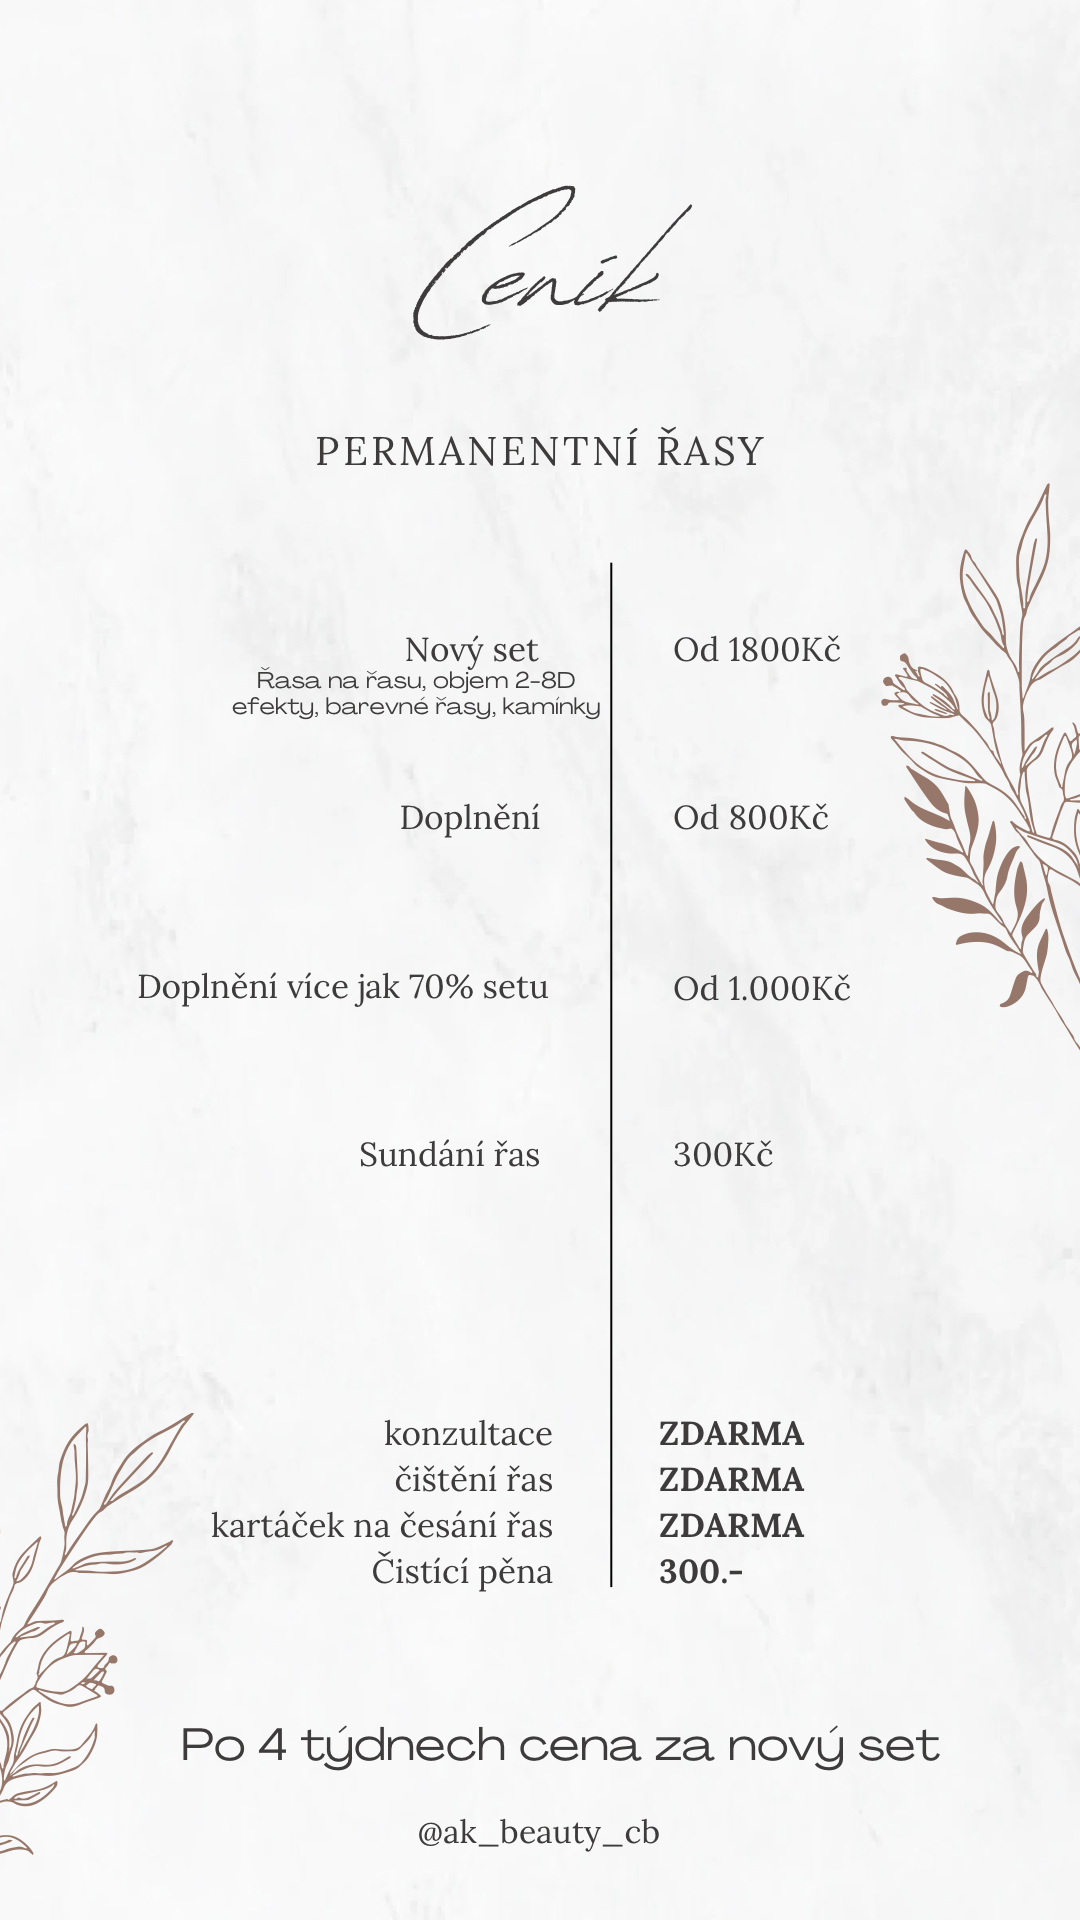 Ceník
PERMANENTNÍ ŘASY
Nový set Od 1800Kč
Řasa na řasu, objem 2-8D
efekty, barevné řasy, kamínky
Doplnění Od 800Kč
Doplnění více jak 70% setu Od 1.000Kč
Sundání řas 300Kč
konzultace ZDARMA
čištění řas ZDARMA
kartáček na česání řas ZDARMA
Čistící pěna 300.-
Po 4 týdnech cena za nový set
@ak_beauty_cb